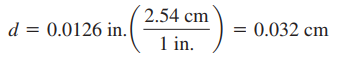 d = 0.0126 in. (2.54 cm / 1 in.) = 0.032 cm